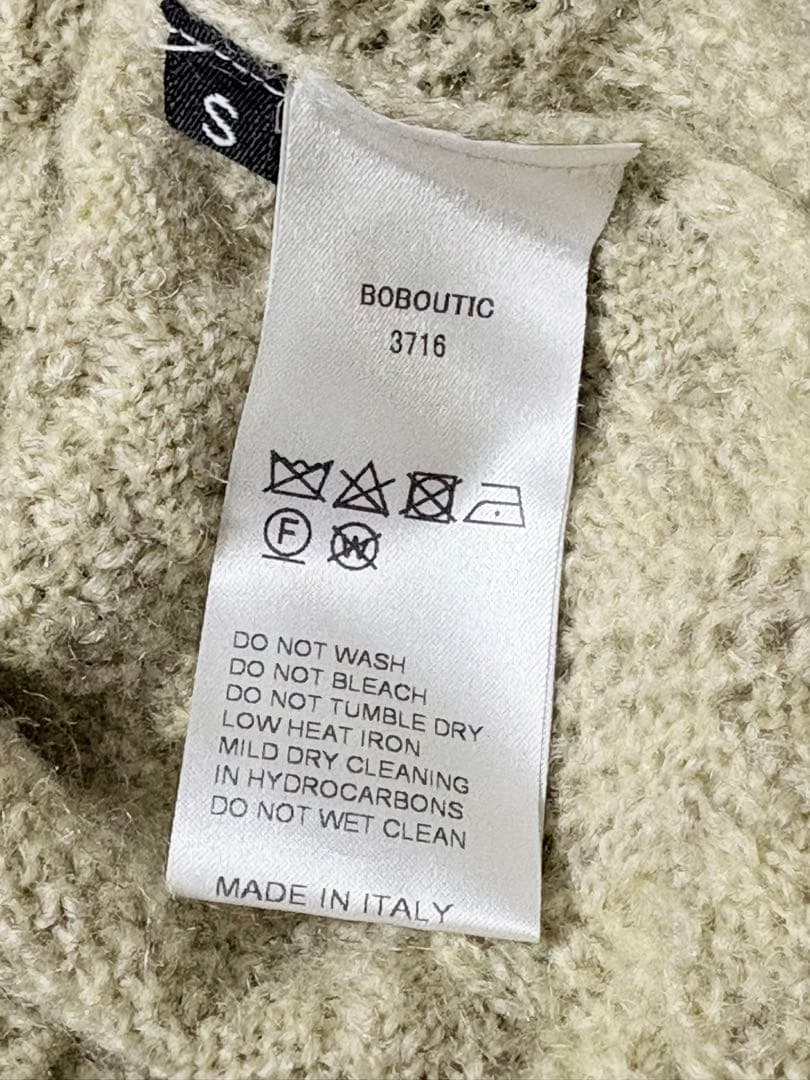 S
BOBOUTIC
3716
F
W
DO NOT WASH
DO NOT BLEACH
DO NOT TUMBLE DRY
LOW HEAT IRON
MILD DRY CLEANING
IN HYDROCARBONS
DO NOT WET CLEAN
MADE IN ITALY